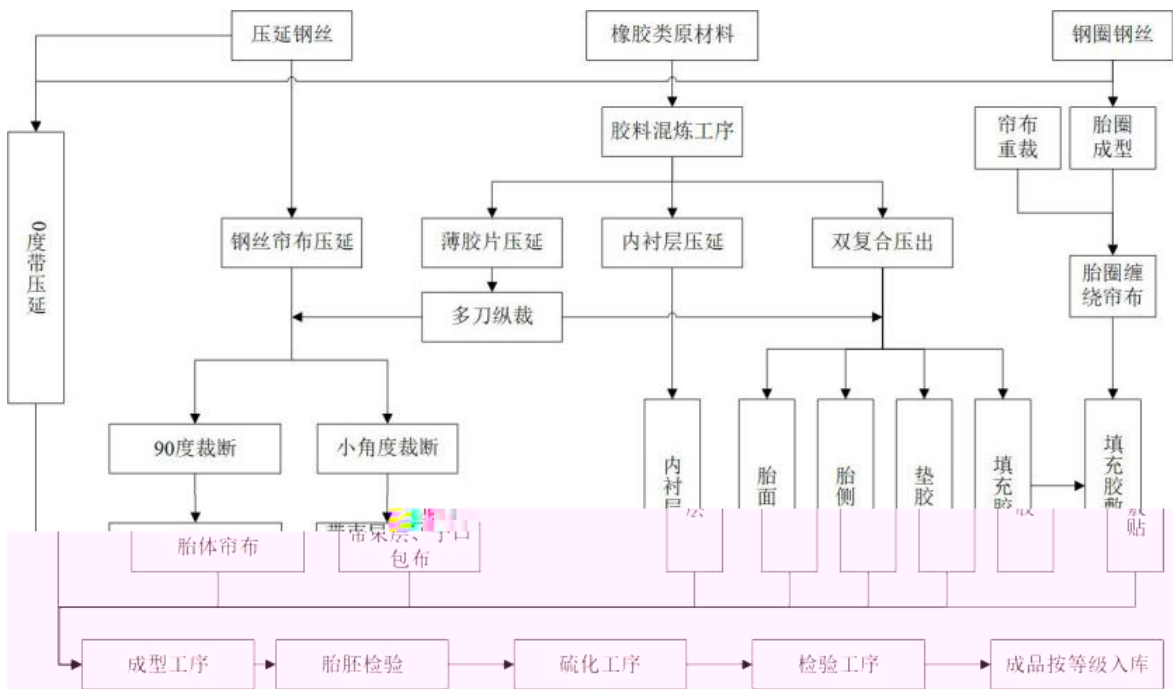 压延钢丝
橡胶类原材料
钢圈钢丝
胶料混炼工序
帘布
重裁
胎圈
成型
0度带压延
钢丝帘布压延
薄胶片压延
内衬层压延
双复合压出
胎圈缠
绕帘布
多刀纵裁
90度裁断
小角度裁断
内衬层
胎面
胎侧
垫胶
填充胶
填充胶敷贴
胎体帘布
包布
成型工序
胎胚检验
硫化工序
检验工序
成品按等级入库